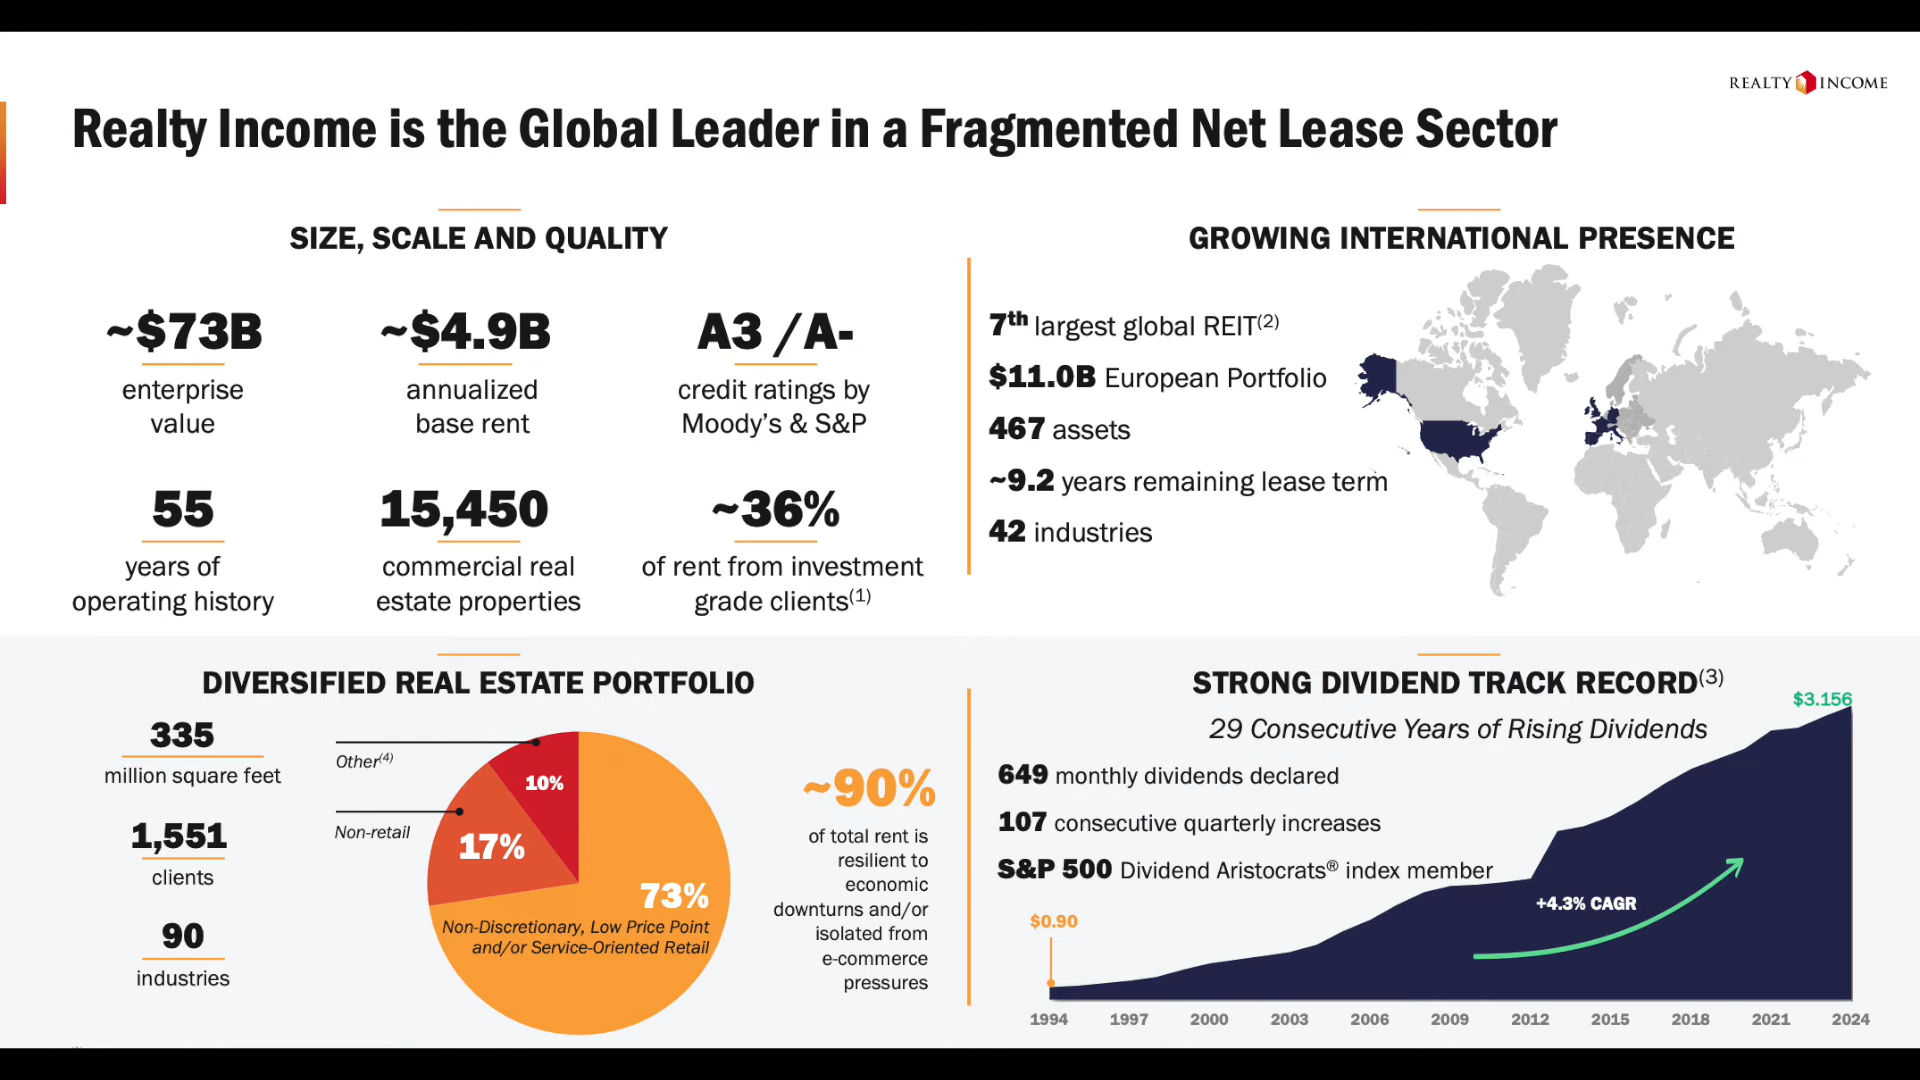 REALTY INCOME
Realty Income is the Global Leader in a Fragmented Net Lease Sector
SIZE, SCALE AND QUALITY
~$73B
enterprise
value
~$4.9B
annualized
base rent
A3 /A-
credit ratings by
Moody's & S&P
55
years of
operating history
15,450
commercial real
estate properties
~36%
of rent from investment
grade clients(1)
GROWING INTERNATIONAL PRESENCE
7th largest global REIT(2)
$11.0B European Portfolio
467 assets
~9.2 years remaining lease term
42 industries
DIVERSIFIED REAL ESTATE PORTFOLIO
335
million square feet
1,551
clients
90
industries
Other(4)
10%
Non-retail
17%
73%
Non-Discretionary, Low Price Point
and/or Service-Oriented Retail
~90%
of total rent is
resilient to
economic
downturns and/or
isolated from
e-commerce
pressures
STRONG DIVIDEND TRACK RECORD(3)
29 Consecutive Years of Rising Dividends
649 monthly dividends declared
107 consecutive quarterly increases
S&P 500 Dividend Aristocrats® index member
$3.156
+4.3% CAGR
$0.90
1994 1997 2000 2003 2006 2009 2012 2015 2018 2021 2024